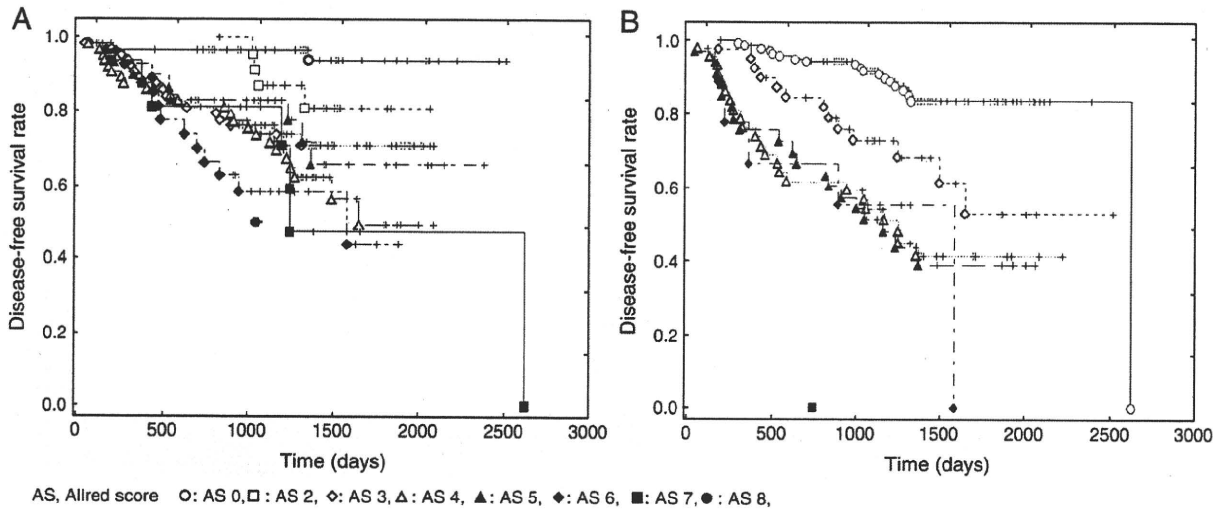 A
Disease-free survival rate
1.0
0.8
0.6
0.4
0.2
0.0
0 500 1000 1500 2000 2500 3000
Time (days)
B
Disease-free survival rate
1.0
0.8
0.6
0.4
0.2
0.0
0 500 1000 1500 2000 2500 3000
Time (days)
AS, Allred score : AS 0, : AS 2, : AS 3, : AS 4, : AS 5, : AS 6, : AS 7, : AS 8,